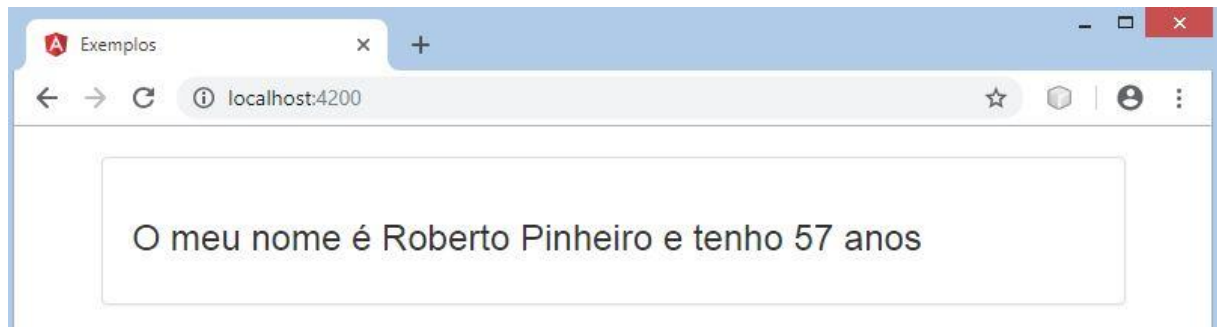 Exemplos
localhost:4200
O meu nome é Roberto Pinheiro e tenho 57 anos